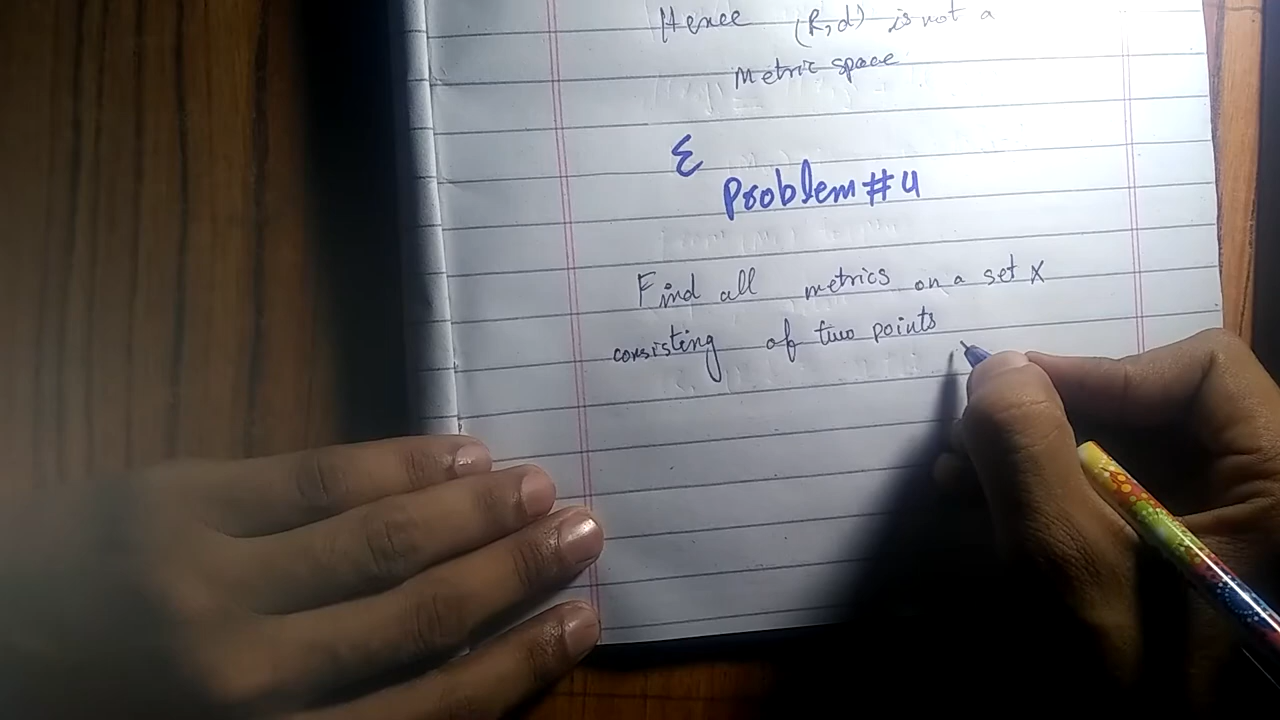 Hence (R,d) is not a
Metric space
Σ
Problem#4
Find all metrics on a set X
consisting of two points